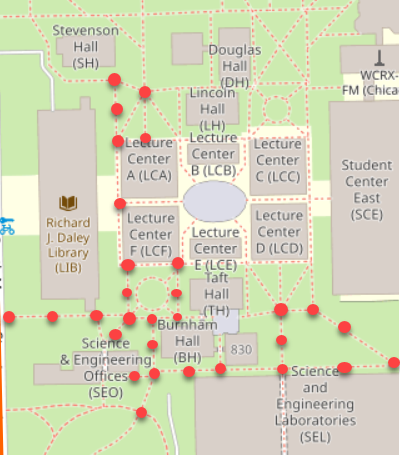 Stevenson
Hall
(SH)
Douglas
Hall
(DH)
WCRX-
FM (Chica
Lincoln
Hall
(LH)
Lecture
Center
A (LCA)
Lecture
Center
B (LCB)
Lecture
Center
C (LCC)
Student
Center
East
(SCE)
Richard
J. Daley
Library
(LIB)
Lecture
Center
F (LCF)
Lecture
Center
E (LCE)
Lecture
Center
D (LCD)
Taft
Hall
(TH)
Burnham
Hall
(BH)
830
Science
& Engineering
Offices
(SEO)
Science
and
Engineering
Laboratories
(SEL)